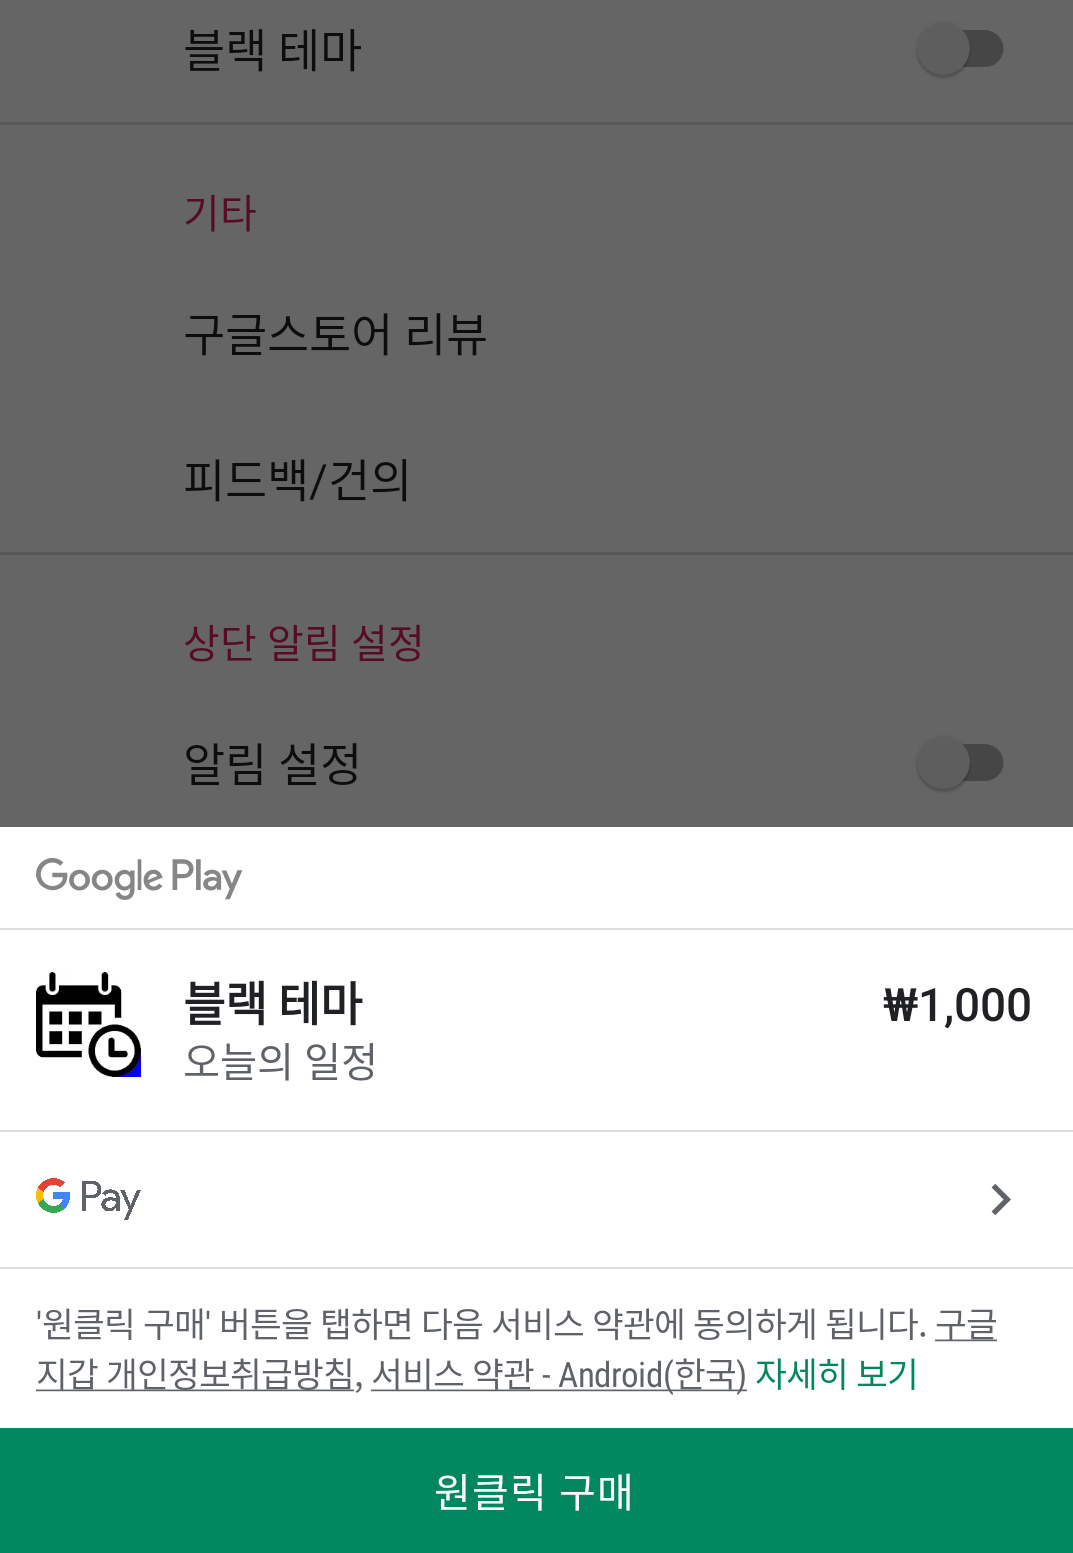 블랙 테마
기타
구글스토어 리뷰
피드백/건의
상단 알림 설정
알림 설정
Google Play
블랙 테마 ₩1,000
오늘의 일정
G Pay
'원클릭 구매' 버튼을 탭하면 다음 서비스 약관에 동의하게 됩니다. 구글
지갑 개인정보취급방침, 서비스 약관 - Android(한국) 자세히 보기
원클릭 구매